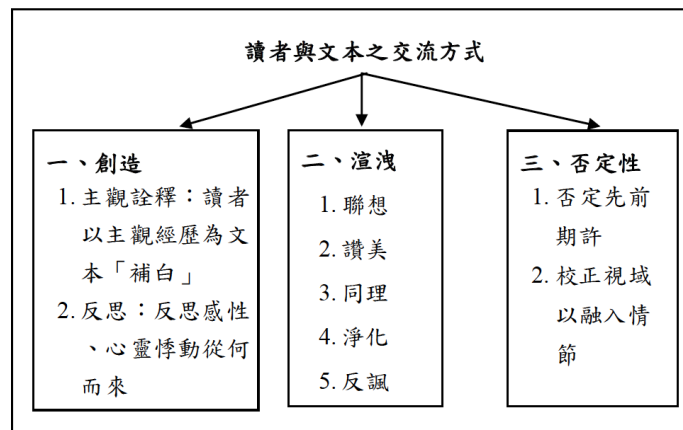 讀者與文本之交流方式
一、創造
1. 主觀詮釋：讀者
以主觀經歷為文
本「補白」
2. 反思：反思感性
、心靈悸動從何
而來
二、渲洩
1. 聯想
2. 讚美
3. 同理
4. 淨化
5. 反諷
三、否定性
1. 否定先前
期許
2. 校正視域
以融入情
節